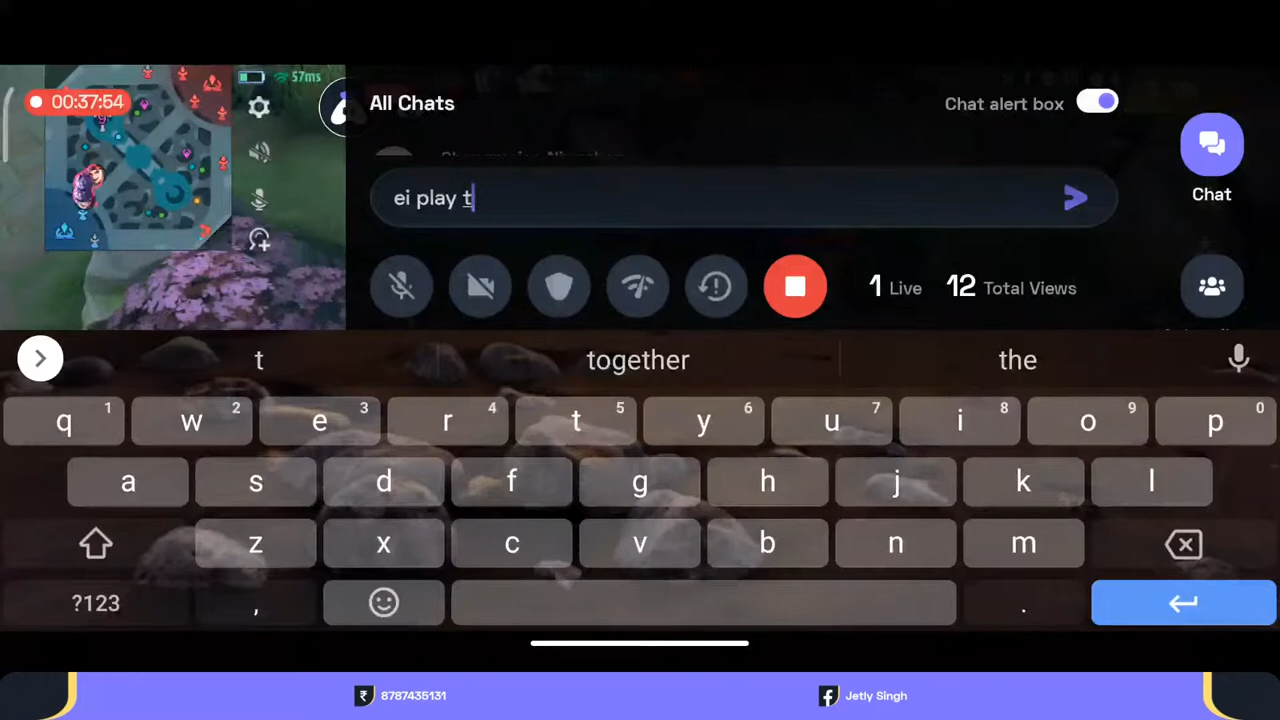 57ms
00:37:54
All Chats
Chat alert box
ei play t
Chat
1 Live 12 Total Views
t together the
q 1 w 2 e 3 r 4 t 5 y 6 u 7 i 8 o 9 p 0
a s d f g h j k l
z x c v b n m
?123 , .
₹ 8787435131
Jetly Singh